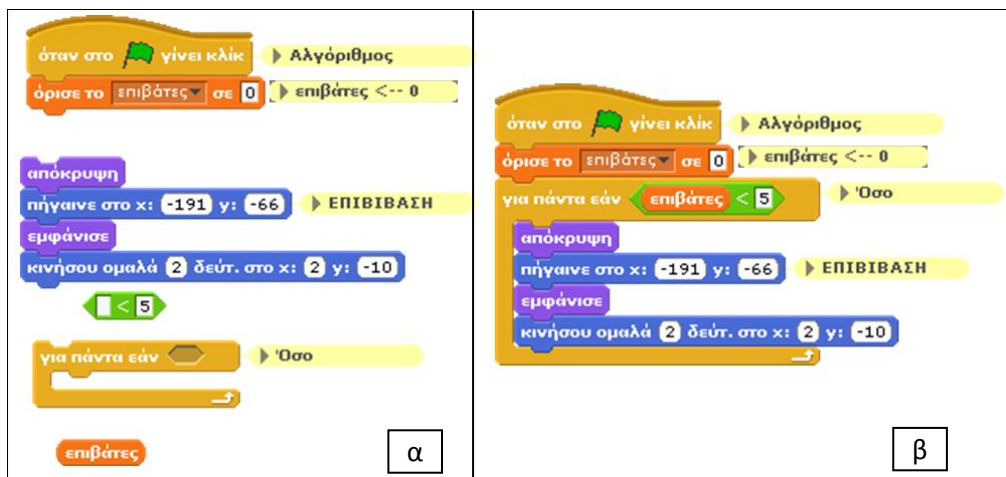 όταν στο γίνει κλίκ Αλγόριθμος
όρισε το επιβάτες σε 0 επιβάτες <-- 0
απόκρυψη
πήγαινε στο x: -191 y: -66 ΕΠΙΒΙΒΑΣΗ
εμφάνισε
κινήσου ομαλά 2 δεύτ. στο x: 2 y: -10
< 5
για πάντα εάν 'Οσο
επιβάτες
α
όταν στο γίνει κλίκ Αλγόριθμος
όρισε το επιβάτες σε 0 επιβάτες <-- 0
για πάντα εάν επιβάτες < 5 'Οσο
απόκρυψη
πήγαινε στο x: -191 y: -66 ΕΠΙΒΙΒΑΣΗ
εμφάνισε
κινήσου ομαλά 2 δεύτ. στο x: 2 y: -10
β